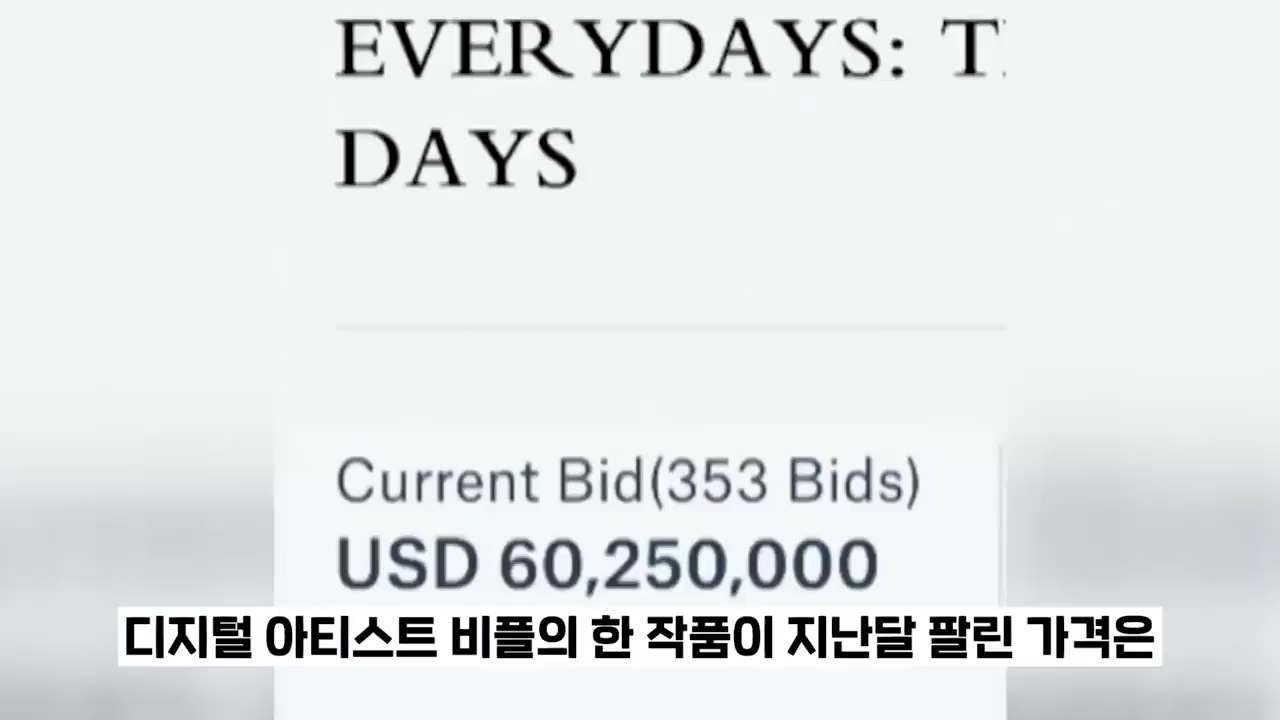 EVERYDAYS:
DAYS
Current Bid(353 Bids)
USD 60,250,000
디지털 아티스트 비플의 한 작품이 지난달 팔린 가격은